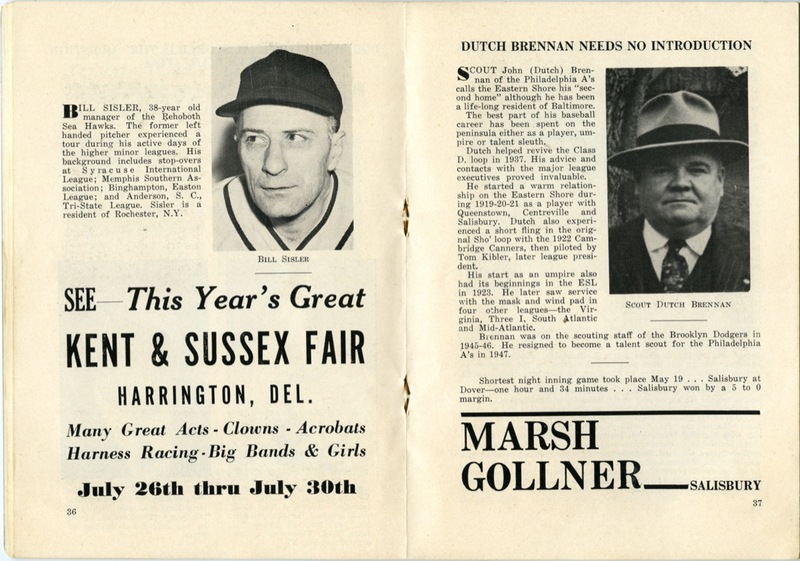 BILL SISLER, 38-year old
manager of the Rehoboth
Sea Hawks. The former left
handed pitcher experienced a
tour during his active days of
the higher minor leagues. His
background includes stop-overs
at Syracuse International
League; Memphis Southern As-
sociation; Binghampton, Easton
League; and Anderson, S. C.,
Tri-State League. Sisler is a
resident of Rochester, N.Y.
BILL SISLER
SEE—This Year's Great
KENT & SUSSEX FAIR
HARRINGTON, DEL.
Many Great Acts - Clowns - Acrobats
Harness Racing - Big Bands & Girls
July 26th thru July 30th
36
DUTCH BRENNAN NEEDS NO INTRODUCTION
SCOUT John (Dutch) Bren-
nan of the Philadelphia A's
calls the Eastern Shore his "sec-
ond home" although he has been
a life-long resident of Baltimore.
The best part of his baseball
career has been spent on the
peninsula either as a player, um-
pire or talent sleuth.
Dutch helped revive the Class
D. loop in 1937. His advice and
contacts with the major league
executives proved invaluable.
He started a warm relation-
ship on the Eastern Shore dur-
ing 1919-20-21 as a player with
Queenstown, Centreville and
Salisbury. Dutch also experi-
enced a short fling in the orig-
nal Sho' loop with the 1922 Cam-
bridge Canners, then piloted by
Tom Kibler, later league presi-
dent.
His start as an umpire also
had its beginnings in the ESL
in 1923. He later saw service
with the mask and wind pad in
four other leagues—the Vir-
ginia, Three I, South Atlantic
and Mid-Atlantic.
Brennan was on the scouting staff of the Brooklyn Dodgers in
1945-46. He resigned to become a talent scout for the Philadelphia
A's in 1947.
SCOUT DUTCH BRENNAN
Shortest night inning game took place May 19 . . . Salisbury at
Dover—one hour and 34 minutes . . . Salisbury won by a 5 to 0
margin.
MARSH
GOLLNER—SALISBURY
37